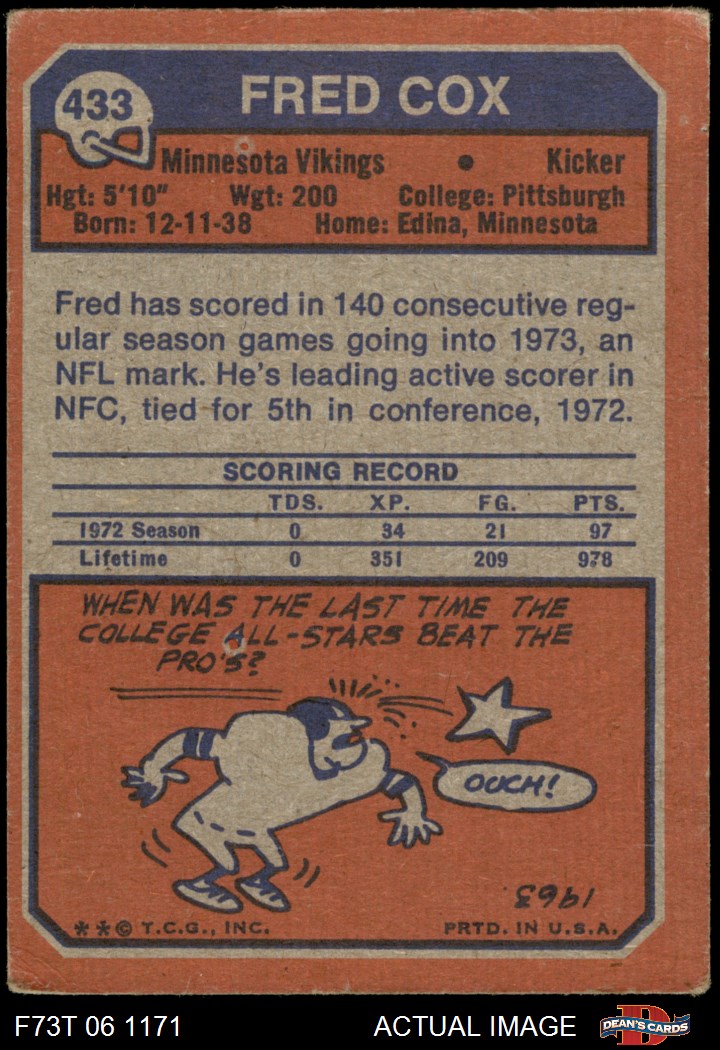 433
FRED COX
Minnesota Vikings • Kicker
Hgt: 5'10" Wgt: 200 College: Pittsburgh
Born: 12-11-38 Home: Edina, Minnesota
Fred has scored in 140 consecutive reg-
ular season games going into 1973, an
NFL mark. He's leading active scorer in
NFC, tied for 5th in conference, 1972.
SCORING RECORD
TDS. XP. FG. PTS.
1972 Season 0 34 21 97
Lifetime 0 351 209 978
WHEN WAS THE LAST TIME THE
COLLEGE ALL-STARS BEAT THE
PRO'S?
OUCH!
1963
**© T.C.G., INC. PRTD. IN U.S.A.
F73T 06 1171 ACTUAL IMAGE
D
DEAN'S CARDS